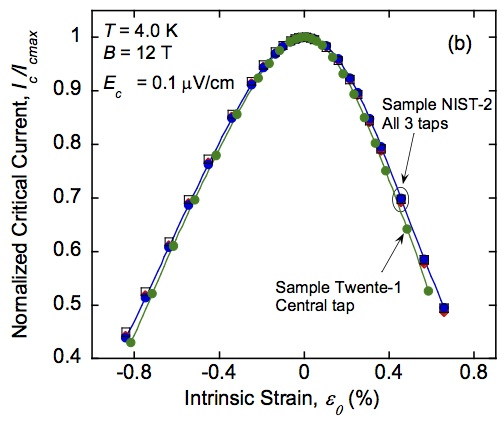 T = 4.0 K
B = 12 T
E_c = 0.1 μV/cm
(b)
Sample NIST-2
All 3 taps
Sample Twente-1
Central tap
Normalized Critical Current, I_c/I_cmax
1
0.9
0.8
0.7
0.6
0.5
0.4
-0.8 -0.4 0 0.4 0.8
Intrinsic Strain, ε_0 (%)